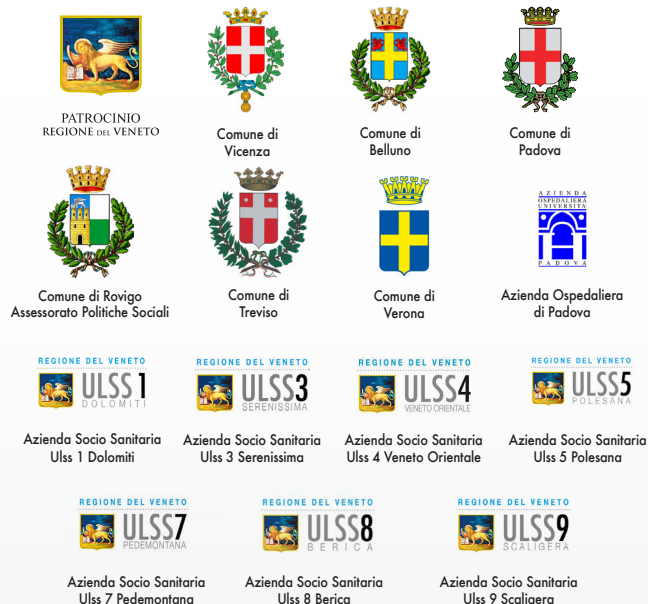 PATROCINIO
REGIONE DEL VENETO
Comune di
Vicenza
Comune di
Belluno
Comune di
Padova
Comune di Rovigo
Assessorato Politiche Sociali
Comune di
Treviso
Comune di
Verona
AZIENDA
OSPEDALIERA
UNIVERSITA'
PADOVA
Azienda Ospedaliera
di Padova
REGIONE DEL VENETO
ULSS1
DOLOMITI
Azienda Socio Sanitaria
Ulss 1 Dolomiti
REGIONE DEL VENETO
ULSS3
SERENISSIMA
Azienda Socio Sanitaria
Ulss 3 Serenissima
REGIONE DEL VENETO
ULSS4
VENETO ORIENTALE
Azienda Socio Sanitaria
Ulss 4 Veneto Orientale
REGIONE DEL VENETO
ULSS5
POLESANA
Azienda Socio Sanitaria
Ulss 5 Polesana
REGIONE DEL VENETO
ULSS7
PEDEMONTANA
Azienda Socio Sanitaria
Ulss 7 Pedemontana
REGIONE DEL VENETO
ULSS8
BERICA
Azienda Socio Sanitaria
Ulss 8 Berica
REGIONE DEL VENETO
ULSS9
SCALIGERA
Azienda Socio Sanitaria
Ulss 9 Scaligera